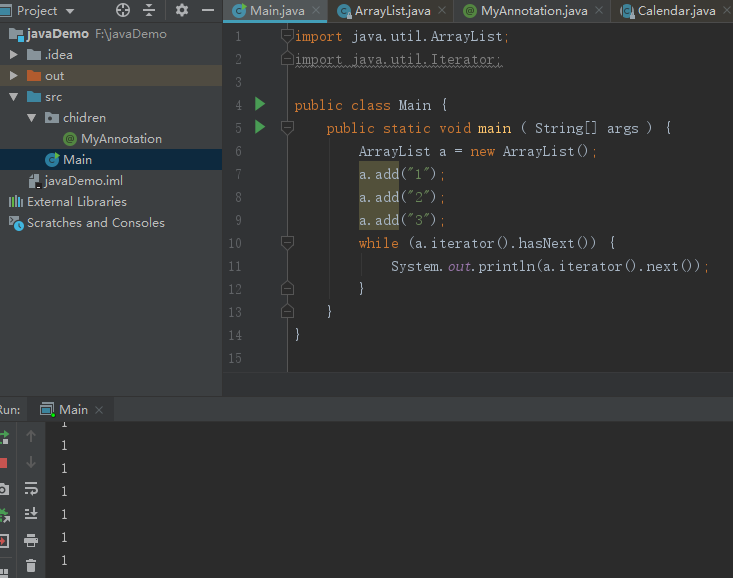 Project
Main.java
ArrayList.java
MyAnnotation.java
Calendar.java
javaDemo F:\javaDemo
.idea
out
src
chidren
MyAnnotation
Main
javaDemo.iml
External Libraries
Scratches and Consoles
1 import java.util.ArrayList;
2 import java.util.Iterator;
3
4 public class Main {
5 public static void main ( String[] args ) {
6 ArrayList a = new ArrayList();
7 a.add("1");
8 a.add("2");
9 a.add("3");
10 while (a.iterator().hasNext()) {
11 System.out.println(a.iterator().next());
12 }
13 }
14 }
15
Run: Main
1
1
1
1
1
1
1